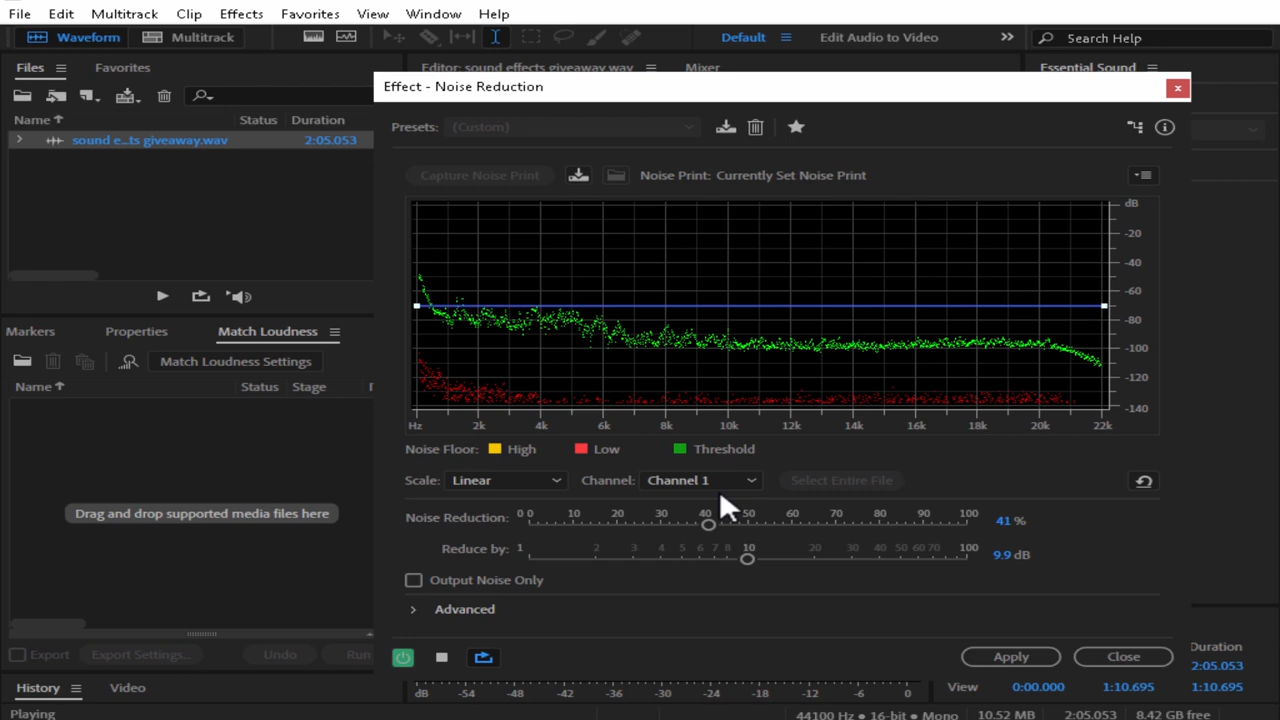 File Edit Multitrack Clip Effects Favorites View Window Help
Waveform Multitrack Default Edit Audio to Video Search Help
Files Favorites Editor: sound effects giveaway.wav Mixer Essential Sound
Effect - Noise Reduction
Presets: (Custom)
Name Status Duration
sound e...ts giveaway.wav 2:05.053
Capture Noise Print Noise Print: Currently Set Noise Print
dB
-20
-40
-60
-80
-100
-120
-140
Hz 2k 4k 6k 8k 10k 12k 14k 16k 18k 20k 22k
Noise Floor: High Low Threshold
Scale: Linear Channel: Channel 1 Select Entire File
Noise Reduction: 0 0 10 20 30 40 50 60 70 80 90 100 100 41 %
Reduce by: 1 2 3 4 5 6 7 8 10 20 30 40 50 60 70 100 9.9 dB
Output Noise Only
Advanced
Apply Close
Markers Properties Match Loudness
Match Loudness Settings
Name Status Stage
Drag and drop supported media files here
Export Export Settings... Undo Run
History Video
Playing
dB -54 -48 -42 -36 -30 -24 -18 -12 -6 0
Duration
2:05.053
View 0:00.000 1:10.695 1:10.695
44100 Hz • 16-bit • Mono 10.52 MB 2:05.053 8.42 GB free